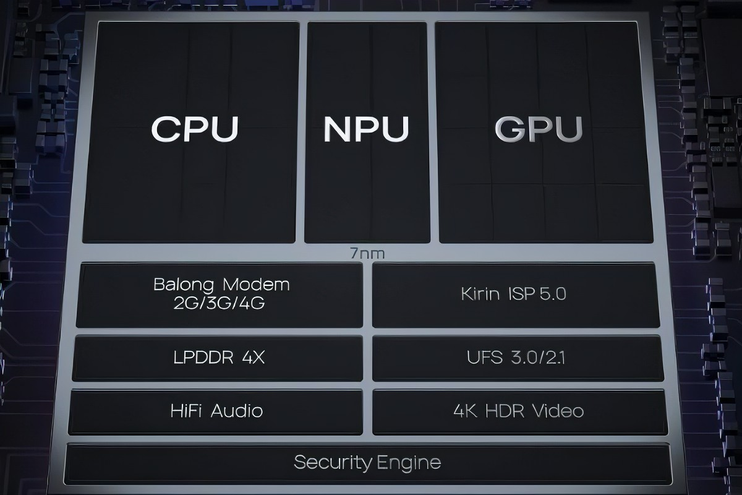 CPU
NPU
GPU
7nm
Balong Modem
2G/3G/4G
Kirin ISP 5.0
LPDDR 4X
UFS 3.0/2.1
HiFi Audio
4K HDR Video
Security Engine